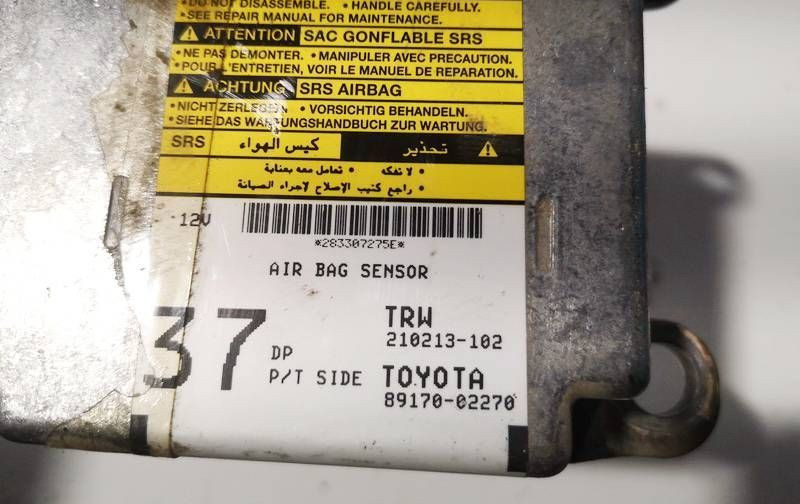 •DO NOT DISASSEMBLE. • HANDLE CAREFULLY.
•SEE REPAIR MANUAL FOR MAINTENANCE.
ATTENTION SAC GONFLABLE SRS
•NE PAS DEMONTER. •MANIPULER AVEC PRECAUTION.
•POUR L'ENTRETIEN, VOIR LE MANUEL DE REPARATION.
ACHTUNG SRS AIRBAG
•NICHT ZERLEGEN • VORSICHTIG BEHANDELN.
•SIEHE DAS WARTUNGSHANDBUCH ZUR WARTUNG.
تحذير كيس الهواء SRS
• لا تفكه • تعامل معه بعناية
• راجع كتيب الإصلاح لإجراء الصيانة
12V
*283307275E*
AIR BAG SENSOR
37 DP TRW
210213-102
P/T SIDE TOYOTA
89170-02270